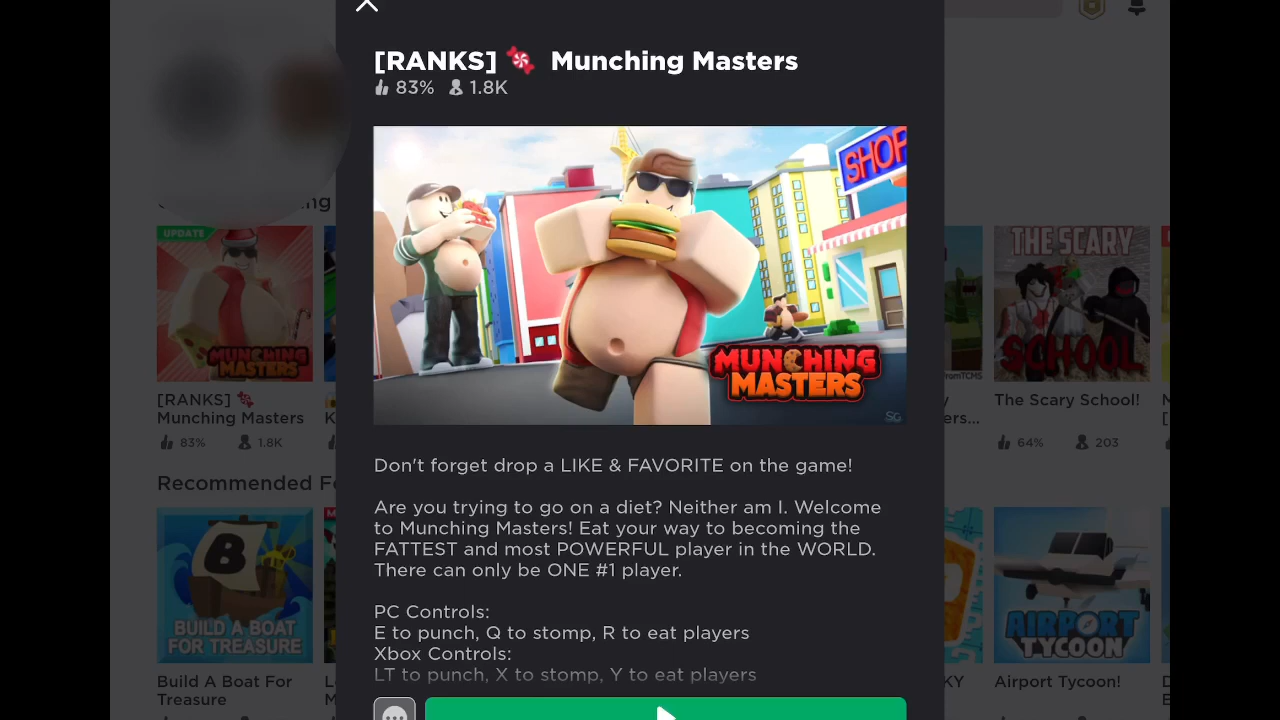 [RANKS] 🍬 Munching Masters
83% 1.8K
SHOP
MUNCHING
MASTERS
SG
Don't forget drop a LIKE & FAVORITE on the game!
Are you trying to go on a diet? Neither am I. Welcome
to Munching Masters! Eat your way to becoming the
FATTEST and most POWERFUL player in the WORLD.
There can only be ONE #1 player.
PC Controls:
E to punch, Q to stomp, R to eat players
Xbox Controls:
LT to punch, X to stomp, Y to eat players
UPDATE
MUNCHING
MASTERS
[RANKS] 🍬
Munching Masters
83% 1.8K
THE SCARY
SCHOOL
The Scary School!
64% 203
Recommended
B
BUILD A BOAT
FOR TREASURE
Build A Boat For
Treasure
AIRPORT
TYCOON
Airport Tycoon!